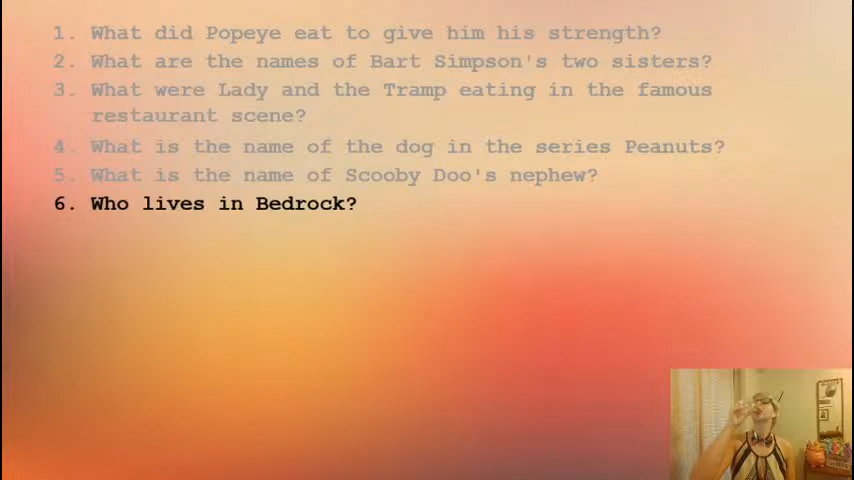 1. What did Popeye eat to give him his strength?
2. What are the names of Bart Simpson's two sisters?
3. What were Lady and the Tramp eating in the famous
restaurant scene?
4. What is the name of the dog in the series Peanuts?
5. What is the name of Scooby Doo's nephew?
6. Who lives in Bedrock?